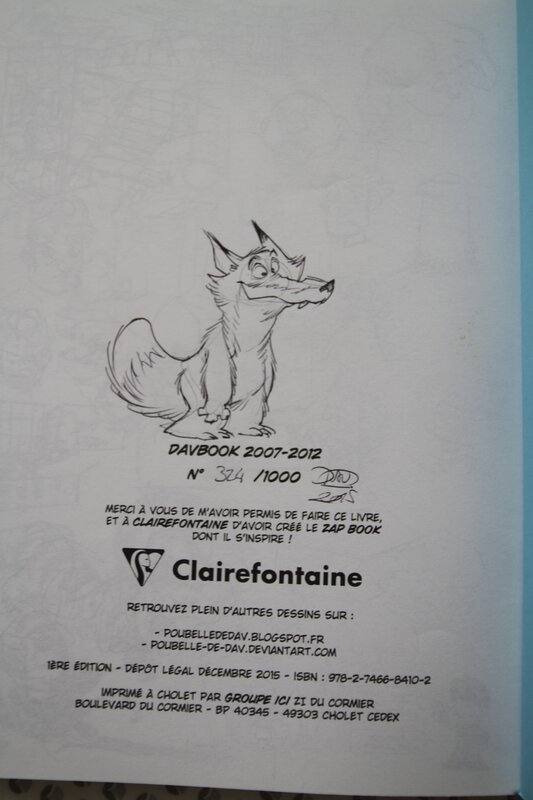 DAVBOOK 2007-2012
N° 324 /1000 DAV
2015
MERCI À VOUS DE M'AVOIR PERMIS DE FAIRE CE LIVRE,
ET À CLAIREFONTAINE D'AVOIR CRÉÉ LE ZAP BOOK
DONT IL S'INSPIRE !
Clairefontaine
RETROUVEZ PLEIN D'AUTRES DESSINS SUR :
- POUBELLEDEDAV.BLOGSPOT.FR
- POUBELLE-DE-DAV.DEVIANTART.COM
1ÈRE ÉDITION - DÉPÔT LÉGAL DÉCEMBRE 2015 - ISBN : 978-2-7466-8410-2
IMPRIMÉ À CHOLET PAR GROUPE ICI ZI DU CORMIER
BOULEVARD DU CORMIER - BP 40345 - 49303 CHOLET CEDEX